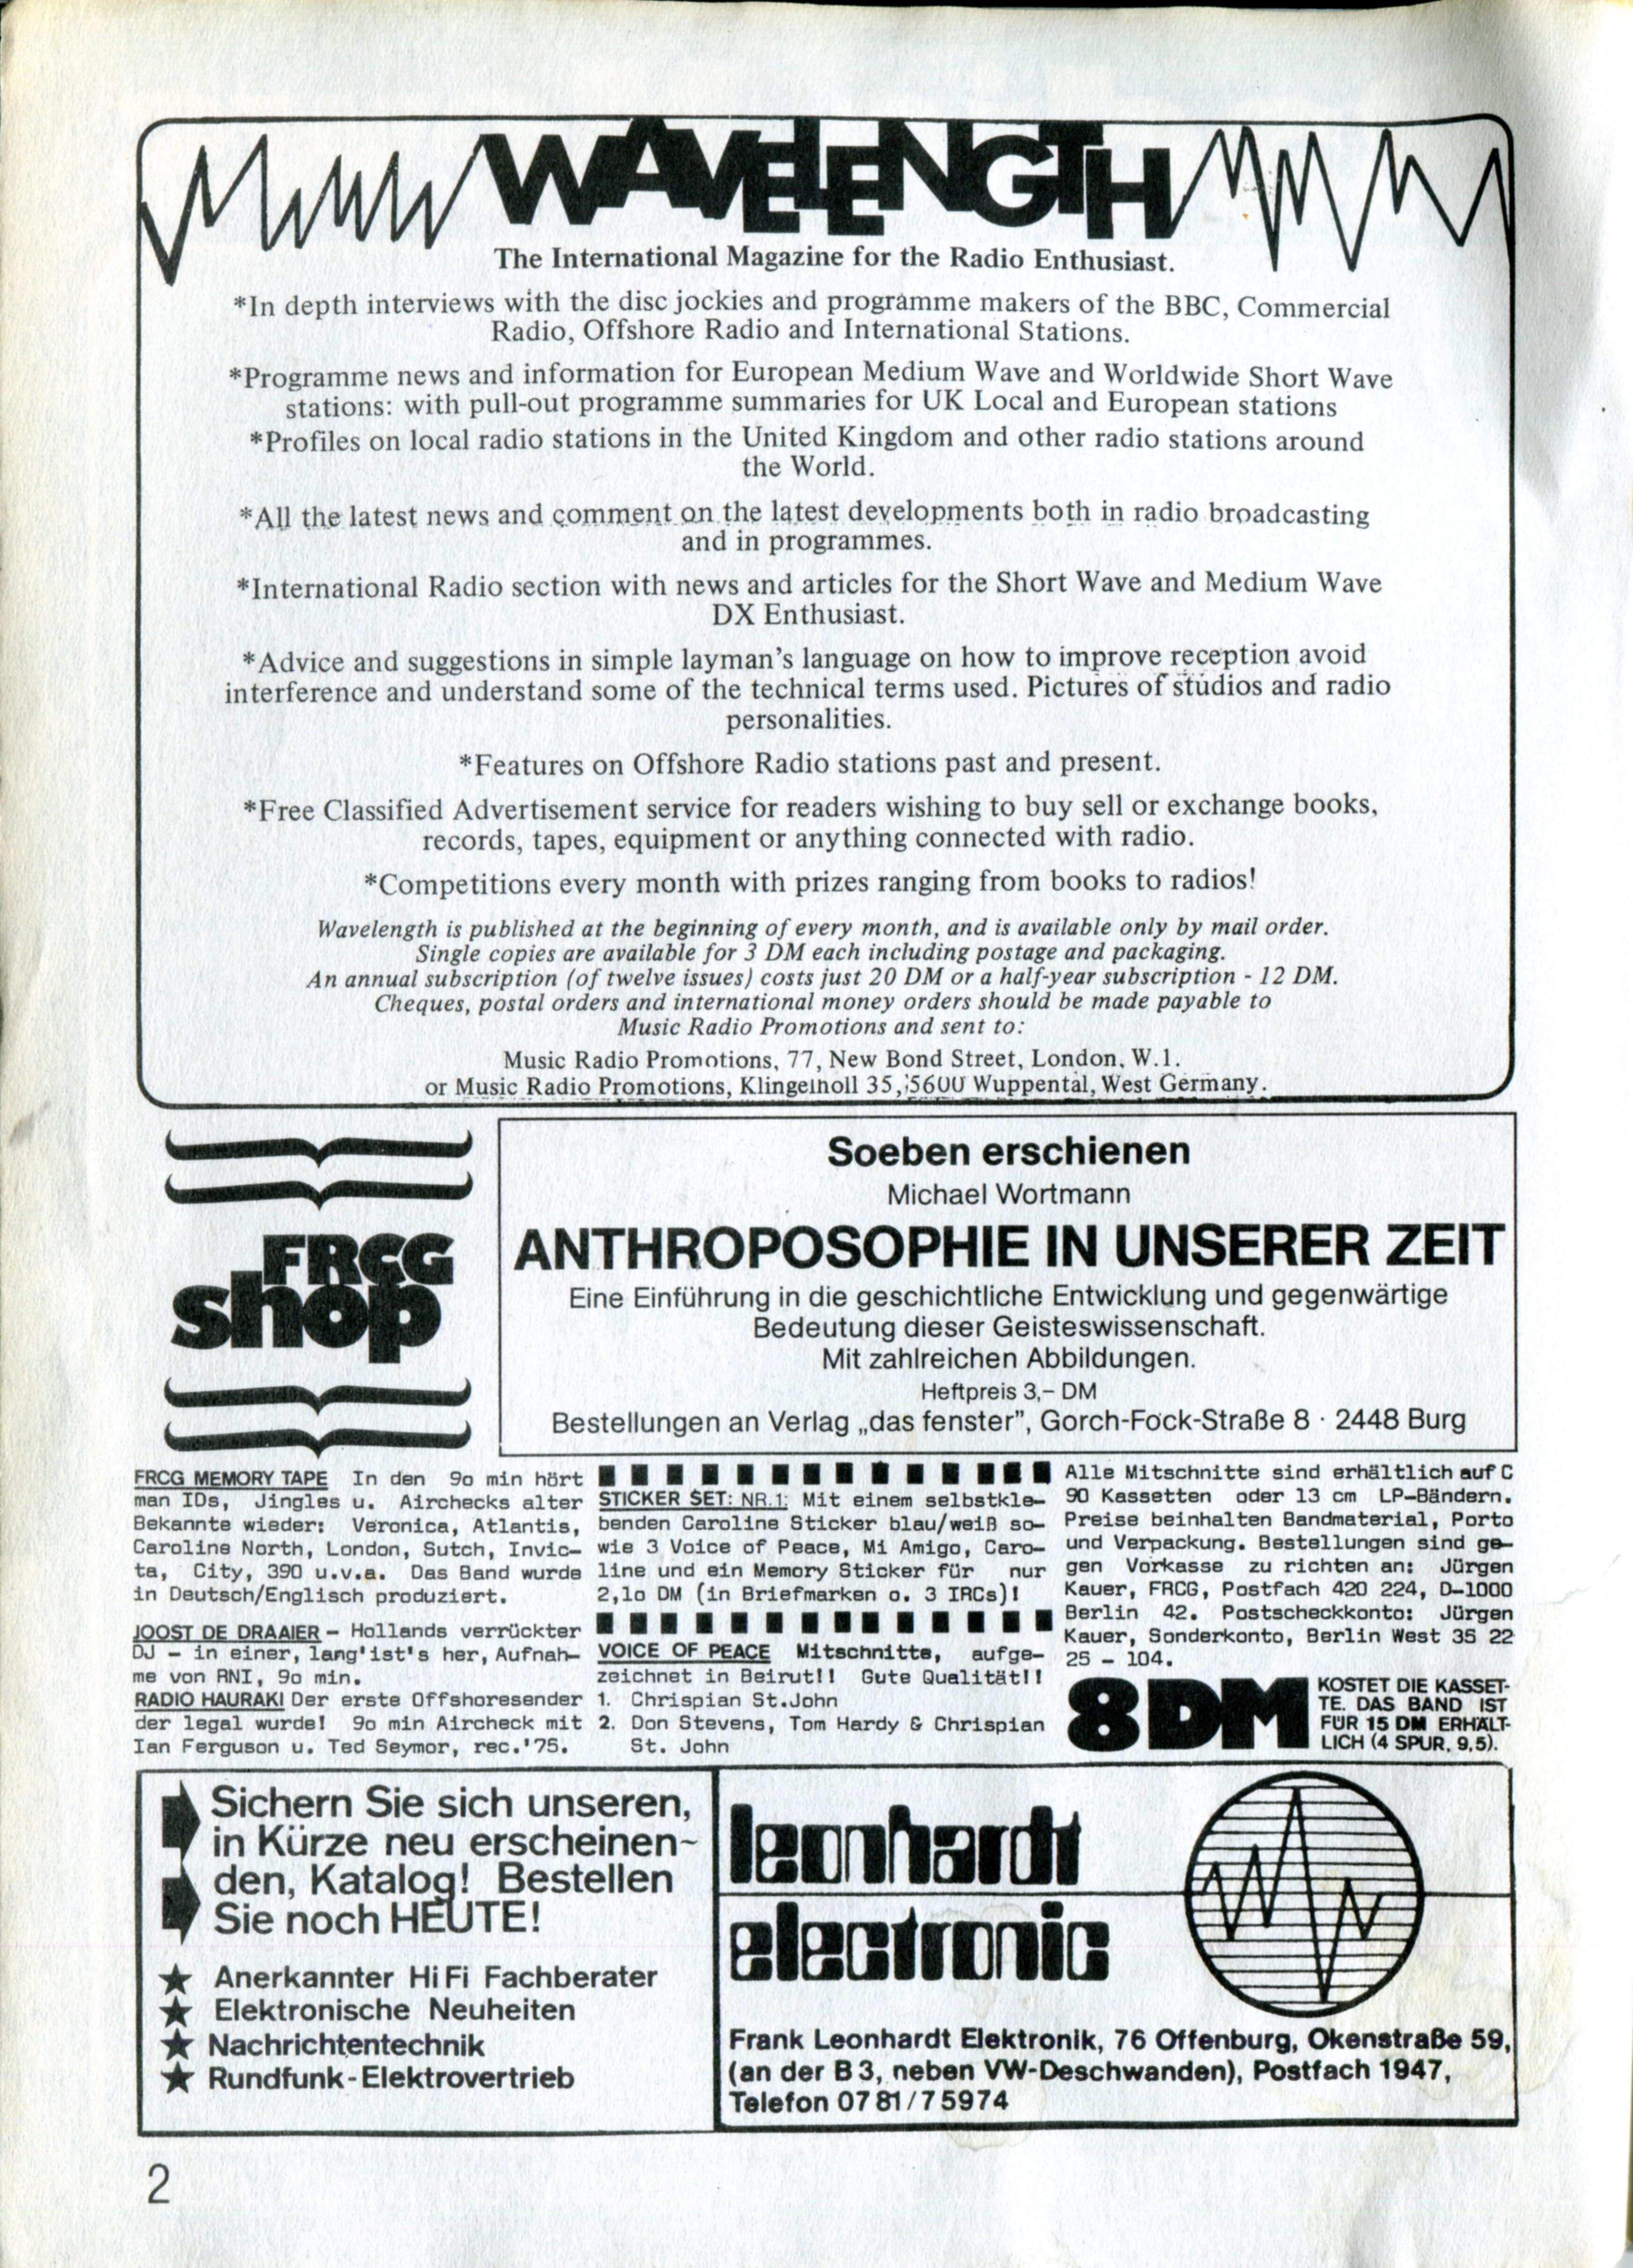 WAVELENGTH
The International Magazine for the Radio Enthusiast.
*In depth interviews with the disc jockies and programme makers of the BBC, Commercial
Radio, Offshore Radio and International Stations.
*Programme news and information for European Medium Wave and Worldwide Short Wave
stations: with pull-out programme summaries for UK Local and European stations
*Profiles on local radio stations in the United Kingdom and other radio stations around
the World.
*All the latest news and comment on the latest developments both in radio broadcasting
and in programmes.
*International Radio section with news and articles for the Short Wave and Medium Wave
DX Enthusiast.
*Advice and suggestions in simple layman's language on how to improve reception avoid
interference and understand some of the technical terms used. Pictures of studios and radio
personalities.
*Features on Offshore Radio stations past and present.
*Free Classified Advertisement service for readers wishing to buy sell or exchange books,
records, tapes, equipment or anything connected with radio.
*Competitions every month with prizes ranging from books to radios!
Wavelength is published at the beginning of every month, and is available only by mail order.
Single copies are available for 3 DM each including postage and packaging.
An annual subscription (of twelve issues) costs just 20 DM or a half-year subscription - 12 DM.
Cheques, postal orders and international money orders should be made payable to
Music Radio Promotions and sent to:
Music Radio Promotions, 77, New Bond Street, London, W.1.
or Music Radio Promotions, Klingelholl 35, 5600 Wuppental, West Germany.
FRCG
shop
Soeben erschienen
Michael Wortmann
ANTHROPOSOPHIE IN UNSERER ZEIT
Eine Einführung in die geschichtliche Entwicklung und gegenwärtige
Bedeutung dieser Geisteswissenschaft.
Mit zahlreichen Abbildungen.
Heftpreis 3,– DM
Bestellungen an Verlag „das fenster”, Gorch-Fock-Straße 8 · 2448 Burg
FRCG MEMORY TAPE In den 9o min hört
man IDs, Jingles u. Airchecks alter
Bekannte wieder: Veronica, Atlantis,
Caroline North, London, Sutch, Invic-
ta, City, 390 u.v.a. Das Band wurde
in Deutsch/Englisch produziert.
JOOST DE DRAAIER – Hollands verrückter
DJ – in einer, lang'ist's her, Aufnah-
me von RNI, 9o min.
RADIO HAURAKI Der erste Offshoresender
der legal wurde! 9o min Aircheck mit
Ian Ferguson u. Ted Seymor, rec.'75.
STICKER SET: NR.1: Mit einem selbstkle-
benden Caroline Sticker blau/weiß so-
wie 3 Voice of Peace, Mi Amigo, Caro-
line und ein Memory Sticker für nur
2,1o DM (in Briefmarken o. 3 IRCs)!
VOICE OF PEACE Mitschnitte, aufge-
zeichnet in Beirut!! Gute Qualität!!
1. Chrispian St.John
2. Don Stevens, Tom Hardy & Chrispian
St. John
Alle Mitschnitte sind erhältlich auf C
90 Kassetten oder 13 cm LP-Bändern.
Preise beinhalten Bandmaterial, Porto
und Verpackung. Bestellungen sind ge-
gen Vorkasse zu richten an: Jürgen
Kauer, FRCG, Postfach 420 224, D-1000
Berlin 42. Postscheckkonto: Jürgen
Kauer, Sonderkonto, Berlin West 35 22
25 – 104.
8DM
KOSTET DIE KASSET-
TE. DAS BAND IST
FÜR 15 DM ERHÄLT-
LICH (4 SPUR, 9,5).
Sichern Sie sich unseren,
in Kürze neu erscheinen-
den, Katalog! Bestellen
Sie noch HEUTE!
★ Anerkannter HiFi Fachberater
★ Elektronische Neuheiten
★ Nachrichtentechnik
★ Rundfunk-Elektrovertrieb
leonhardt
electronic
Frank Leonhardt Elektronik, 76 Offenburg, Okenstraße 59,
(an der B 3, neben VW-Deschwanden), Postfach 1947,
Telefon 07 81/7 5974
2